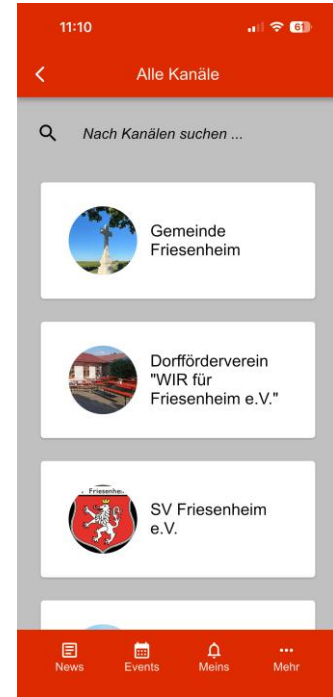 11:10
61
Alle Kanäle
Nach Kanälen suchen ...
Gemeinde
Friesenheim
Dorfförderverein
"WIR für
Friesenheim e.V."
Friesenhei
SV Friesenheim
e.V.
News Events Meins Mehr